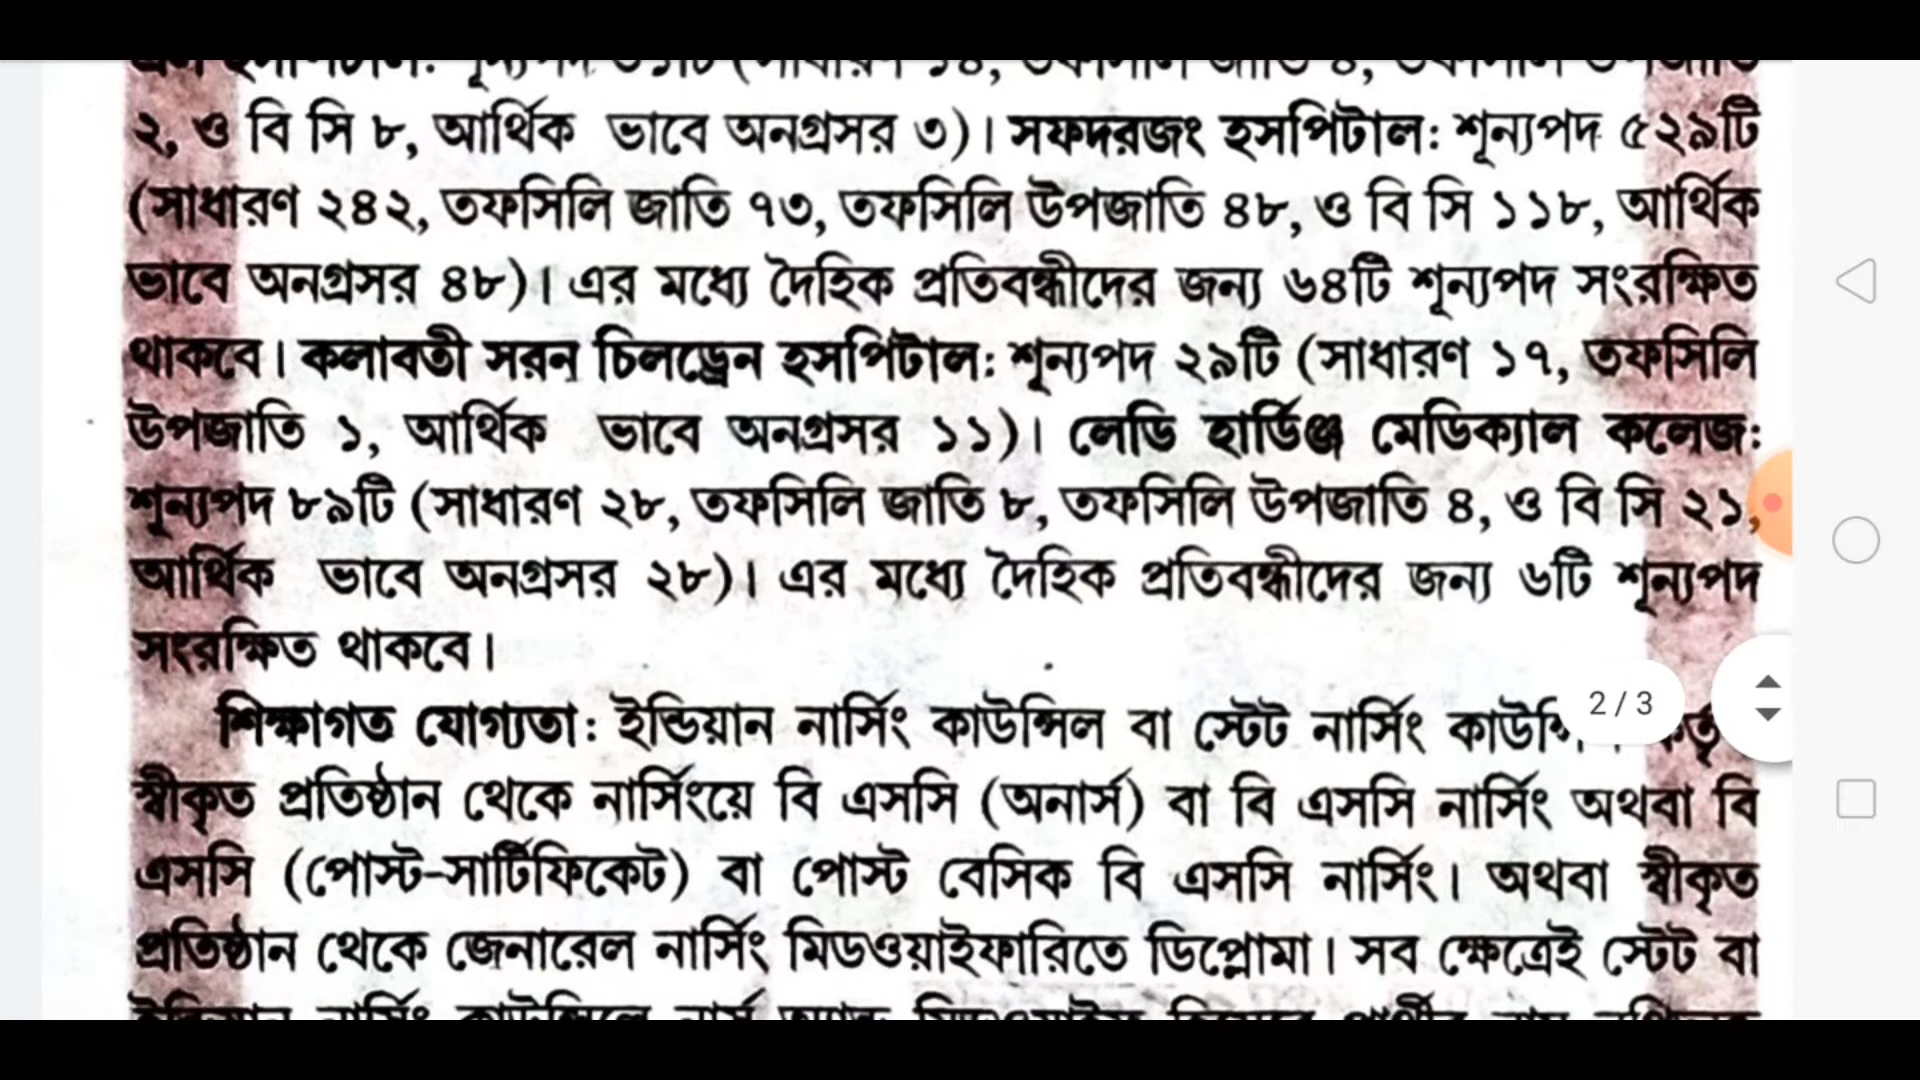 ২, ও বি সি ৮, আর্থিক ভাবে অনগ্রসর ৩)। সফদরজং হসপিটাল: শূন্যপদ ৫২৯টি
(সাধারণ ২৪২, তফসিলি জাতি ৭৩, তফসিলি উপজাতি ৪৮, ও বি সি ১১৮, আর্থিক
ভাবে অনগ্রসর ৪৮)। এর মধ্যে দৈহিক প্রতিবন্ধীদের জন্য ৬৪টি শূন্যপদ সংরক্ষিত
থাকবে। কলাবতী সরন চিলড্রেন হসপিটাল: শূন্যপদ ২৯টি (সাধারণ ১৭, তফসিলি
উপজাতি ১, আর্থিক ভাবে অনগ্রসর ১১)। লেডি হার্ডিঞ্জ মেডিক্যাল কলেজ:
শূন্যপদ ৮৯টি (সাধারণ ২৮, তফসিলি জাতি ৮, তফসিলি উপজাতি ৪, ও বি সি ২১,
আর্থিক ভাবে অনগ্রসর ২৮)। এর মধ্যে দৈহিক প্রতিবন্ধীদের জন্য ৬টি শূন্যপদ
সংরক্ষিত থাকবে।
2/3
শিক্ষাগত যোগ্যতা: ইন্ডিয়ান নার্সিং কাউন্সিল বা স্টেট নার্সিং
স্বীকৃত প্রতিষ্ঠান থেকে নার্সিংয়ে বি এসসি (অনার্স) বা বি এসসি নার্সিং অথবা বি
এসসি (পোস্ট-সার্টিফিকেট) বা পোস্ট বেসিক বি এসসি নার্সিং। অথবা স্বীকৃত
প্রতিষ্ঠান থেকে জেনারেল নার্সিং মিডওয়াইফারিতে ডিপ্লোমা। সব ক্ষেত্রেই স্টেট বা